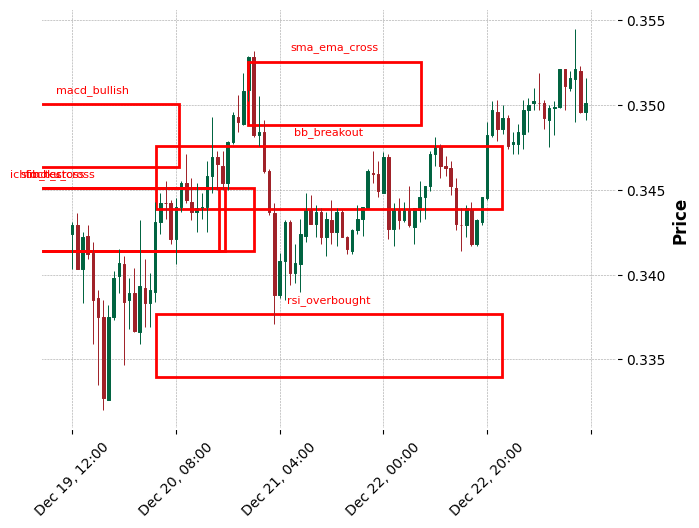 0.355
sma_ema_cross
macd_bullish
0.350
bb_breakout
0.345
0.340
rsi_overbought
0.335
Price
Dec 19, 12:00
Dec 20, 08:00
Dec 21, 04:00
Dec 22, 00:00
Dec 22, 20:00